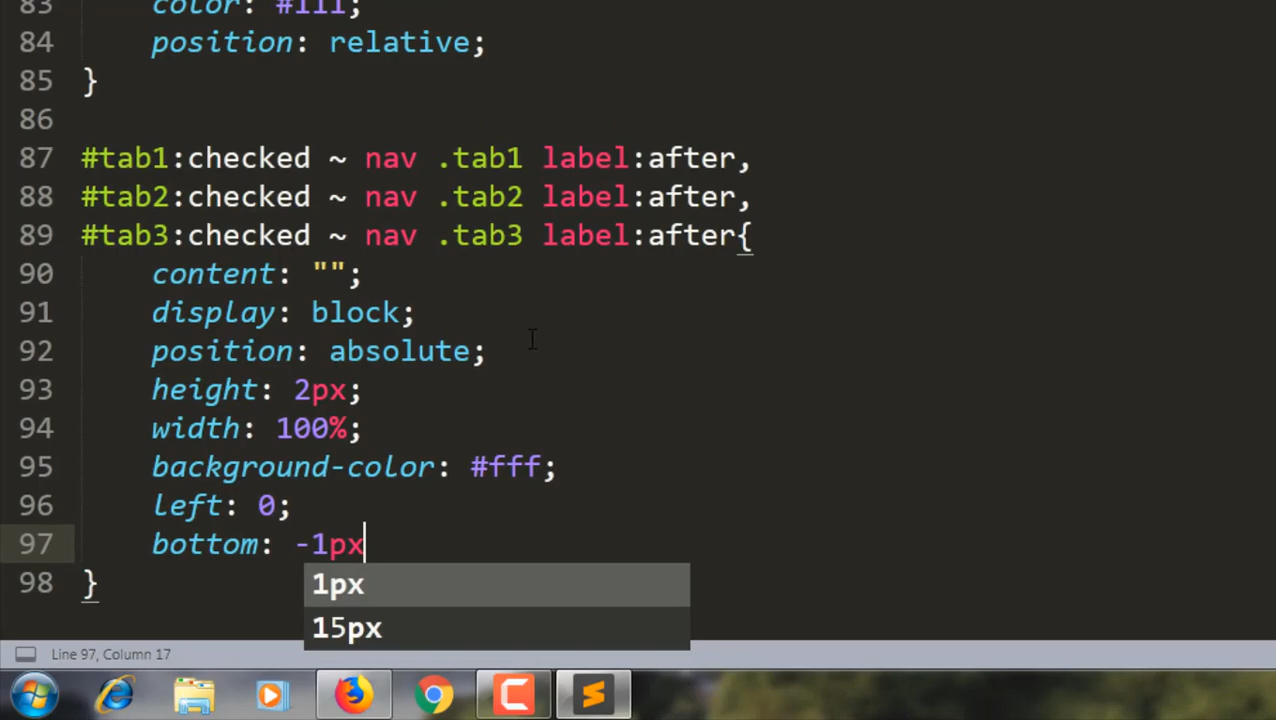 83 color: #111;
84 position: relative;
85 }
86
87 #tab1:checked ~ nav .tab1 label:after,
88 #tab2:checked ~ nav .tab2 label:after,
89 #tab3:checked ~ nav .tab3 label:after{
90 content: "";
91 display: block;
92 position: absolute;
93 height: 2px;
94 width: 100%;
95 background-color: #fff;
96 left: 0;
97 bottom: -1px
1px
98 }
15px
Line 97, Column 17